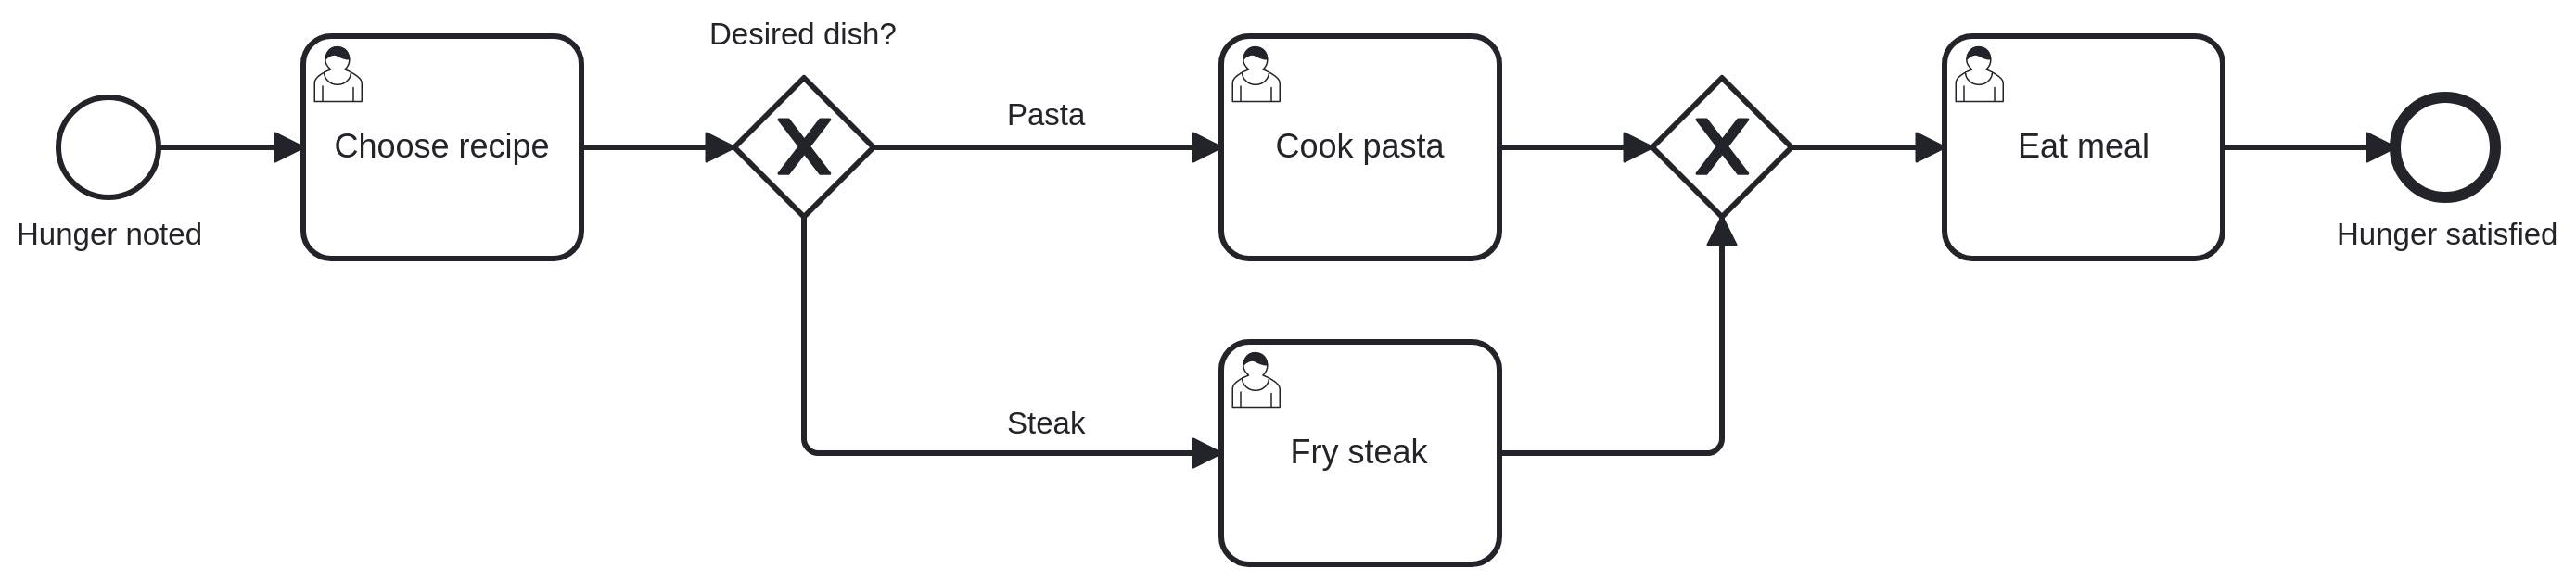 Desired dish?
Hunger noted
Choose recipe
Pasta
Cook pasta
Steak
Fry steak
Eat meal
Hunger satisfied